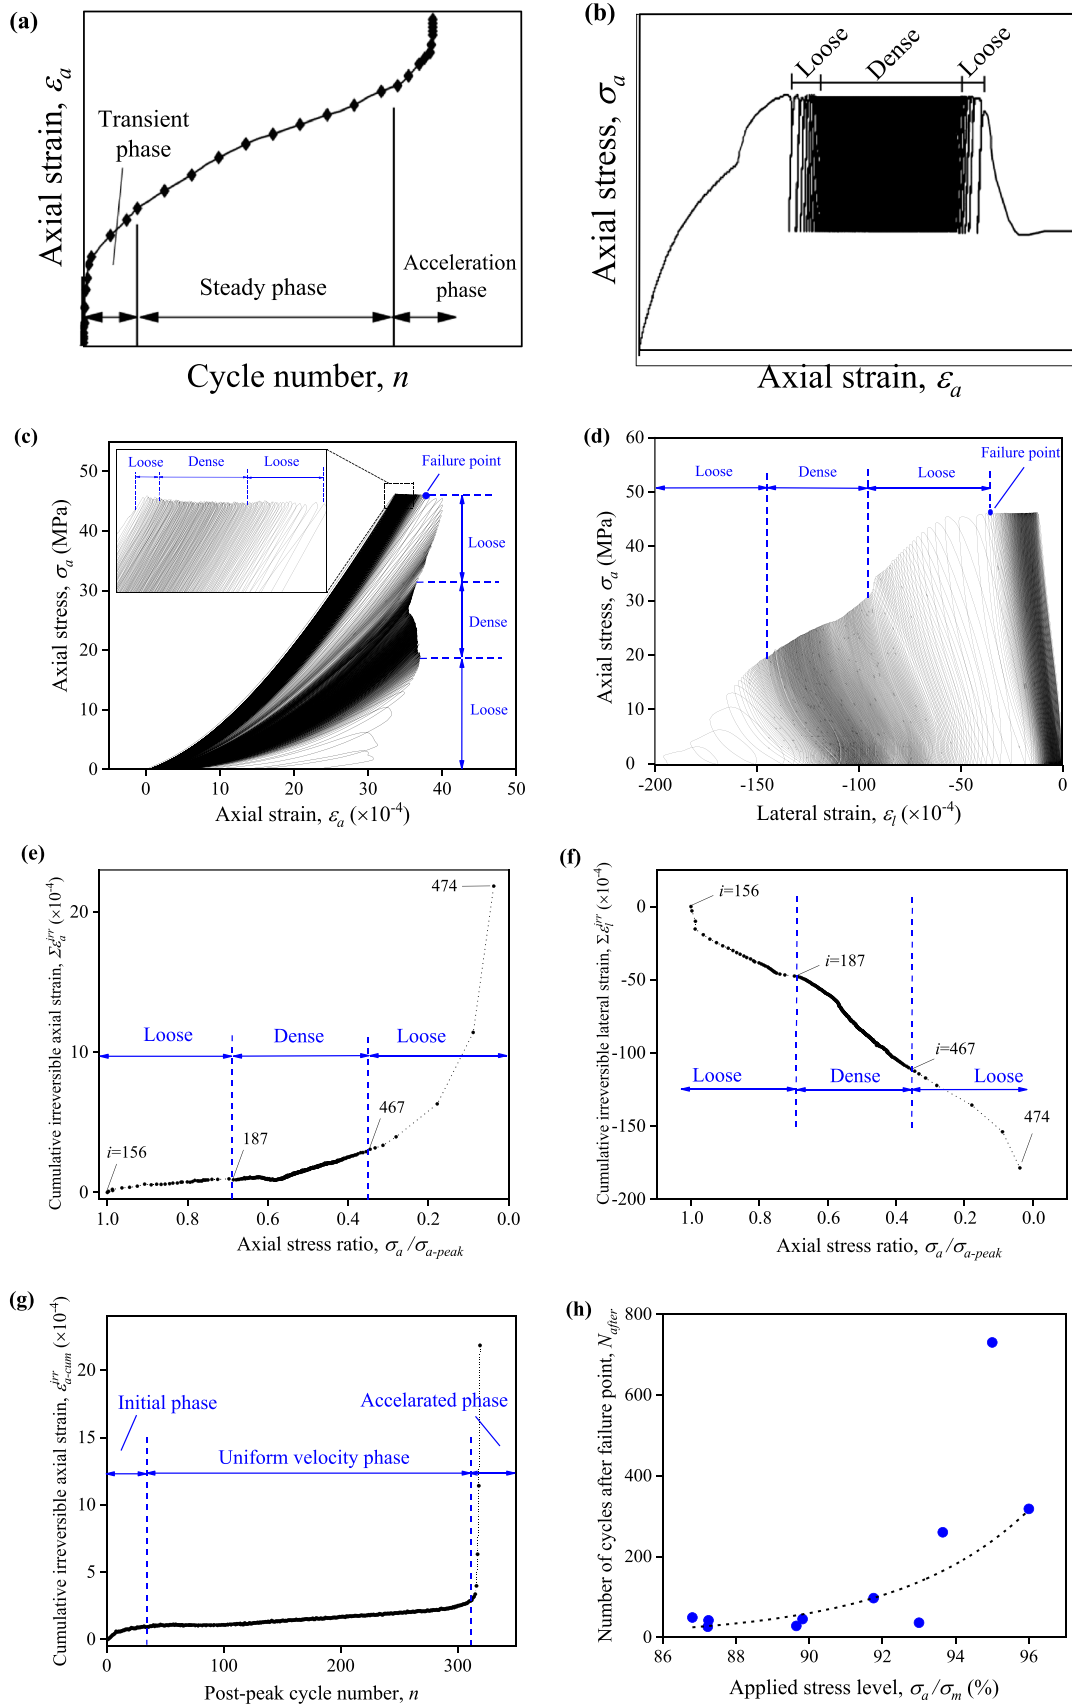 (a)
Axial strain, εa
Transient
phase
Steady phase
Acceleration
phase
Cycle number, n
(b)
Axial stress, σa
Loose
Dense
Loose
Axial strain, εa
(c)
Axial stress, σa (MPa)
50
40
30
20
10
0
Loose
Dense
Loose
Failure point
Loose
Dense
Loose
0
10
20
30
40
50
Axial strain, εa (×10-4)
(d)
Axial stress, σa (MPa)
60
50
40
30
20
10
0
Loose
Dense
Loose
Failure point
-200
-150
-100
-50
0
Lateral strain, εl (×10-4)
(e)
Cumulative irreversible axial strain, Σεairr (×10-4)
20
10
0
474
Loose
Dense
Loose
i=156
187
467
1.0
0.8
0.6
0.4
0.2
0.0
Axial stress ratio, σa/σa-peak
(f)
Cumulative irreversible lateral strain, Σεlirr (×10-4)
0
-50
-100
-150
-200
i=156
i=187
i=467
Loose
Dense
Loose
474
1.0
0.8
0.6
0.4
0.2
0.0
Axial stress ratio, σa/σa-peak
(g)
Cumulative irreversible axial strain, εa-cumirr (×10-4)
20
15
10
5
0
Initial phase
Accelarated phase
Uniform velocity phase
0
100
200
300
Post-peak cycle number, n
(h)
Number of cycles after failure point, Nafter
800
600
400
200
0
86
88
90
92
94
96
Applied stress level, σa/σm (%)